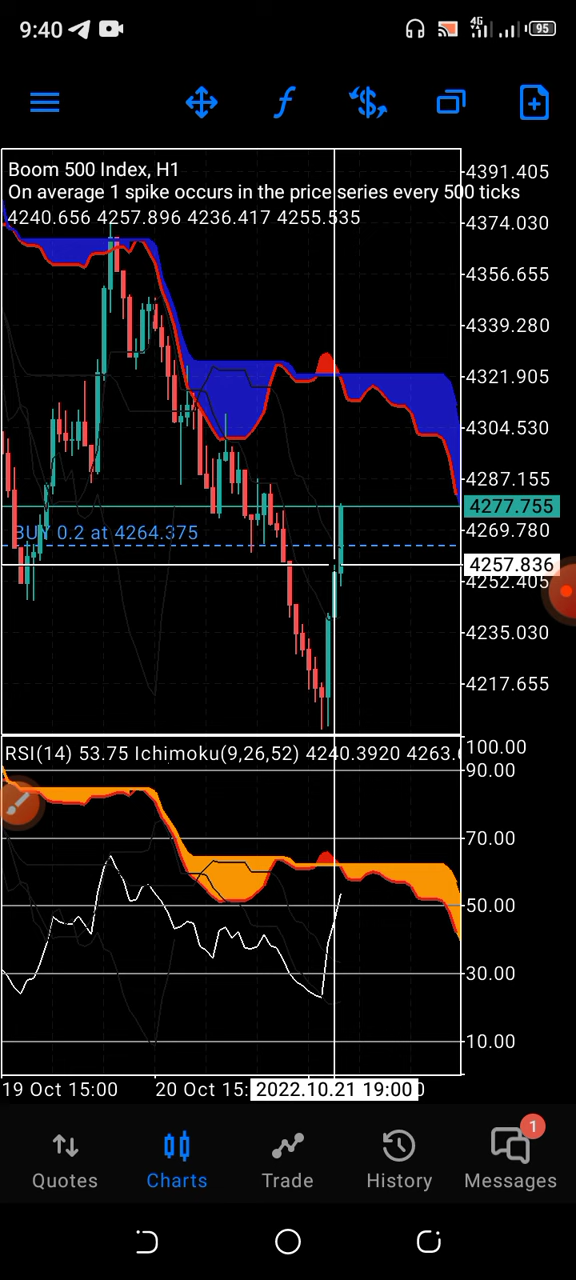 9:40 4G 95
Boom 500 Index, H1
On average 1 spike occurs in the price series every 500 ticks
4240.656 4257.896 4236.417 4255.535
4391.405
4374.030
4356.655
4339.280
4321.905
4304.530
4287.155
4277.755
BUY 0.2 at 4264.375
4269.780
4257.836
4252.405
4235.030
4217.655
RSI(14) 53.75 Ichimoku(9,26,52) 4240.3920 4263.0
100.00
90.00
70.00
50.00
30.00
10.00
19 Oct 15:00 20 Oct 15: 2022.10.21 19:00 0
1
Quotes Charts Trade History Messages